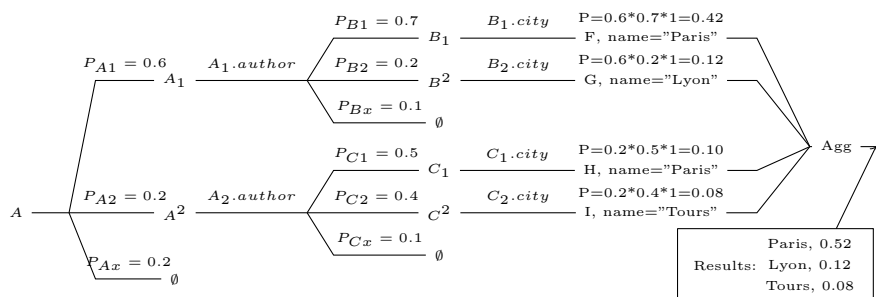 P_{B1} = 0.7 B_1.city P=0.6*0.7*1=0.42
B_1 F, name="Paris"
P_{A1} = 0.6 A_1.author P_{B2} = 0.2 B_2.city P=0.6*0.2*1=0.12
A_1 B^2 G, name="Lyon"
P_{Bx} = 0.1
∅
P_{C1} = 0.5 C_1.city P=0.2*0.5*1=0.10
Agg
C_1 H, name="Paris"
P_{A2} = 0.2 A_2.author P_{C2} = 0.4 C_2.city P=0.2*0.4*1=0.08
A A^2 C^2 I, name="Tours"
P_{Cx} = 0.1
∅
P_{Ax} = 0.2
∅
Paris, 0.52
Results: Lyon, 0.12
Tours, 0.08